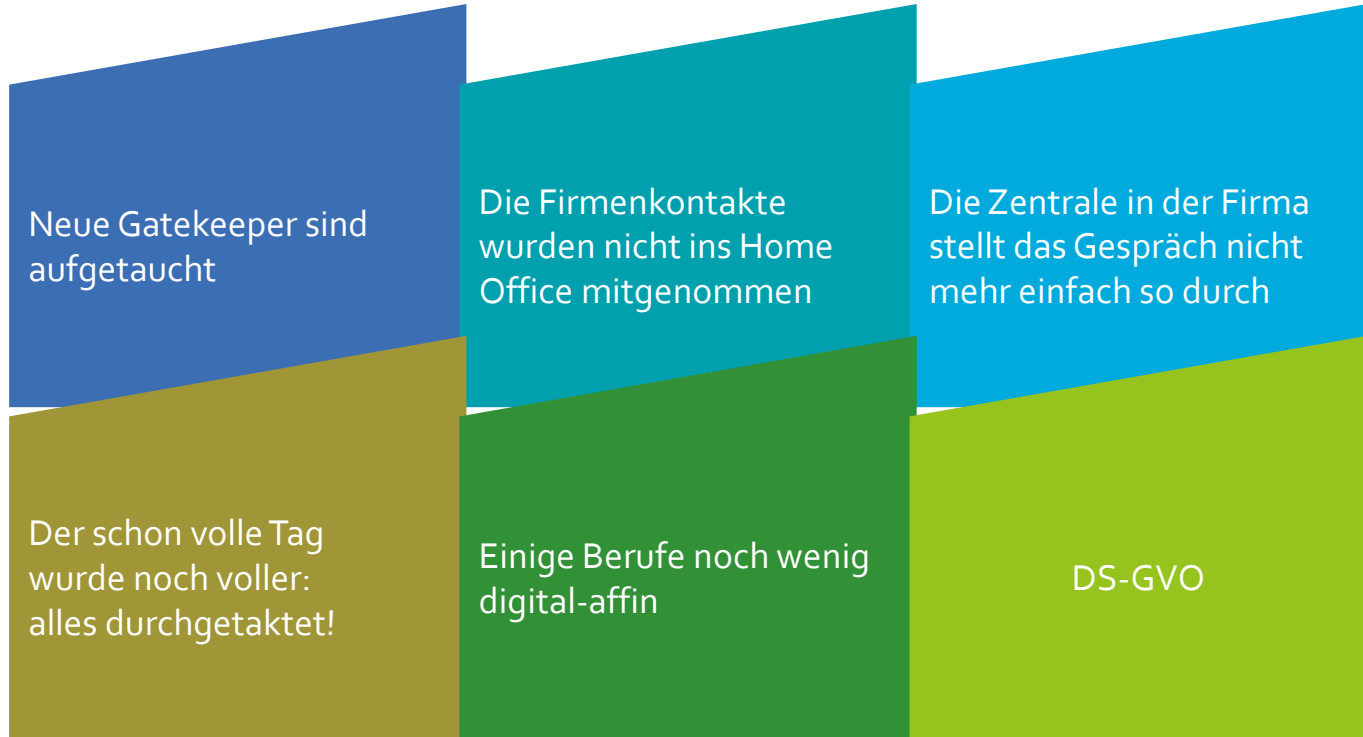 Neue Gatekeeper sind
aufgetaucht
Die Firmenkontakte
wurden nicht ins Home
Office mitgenommen
Die Zentrale in der Firma
stellt das Gespräch nicht
mehr einfach so durch
Der schon volle Tag
wurde noch voller:
alles durchgetaktet!
Einige Berufe noch wenig
digital-affin
DS-GVO